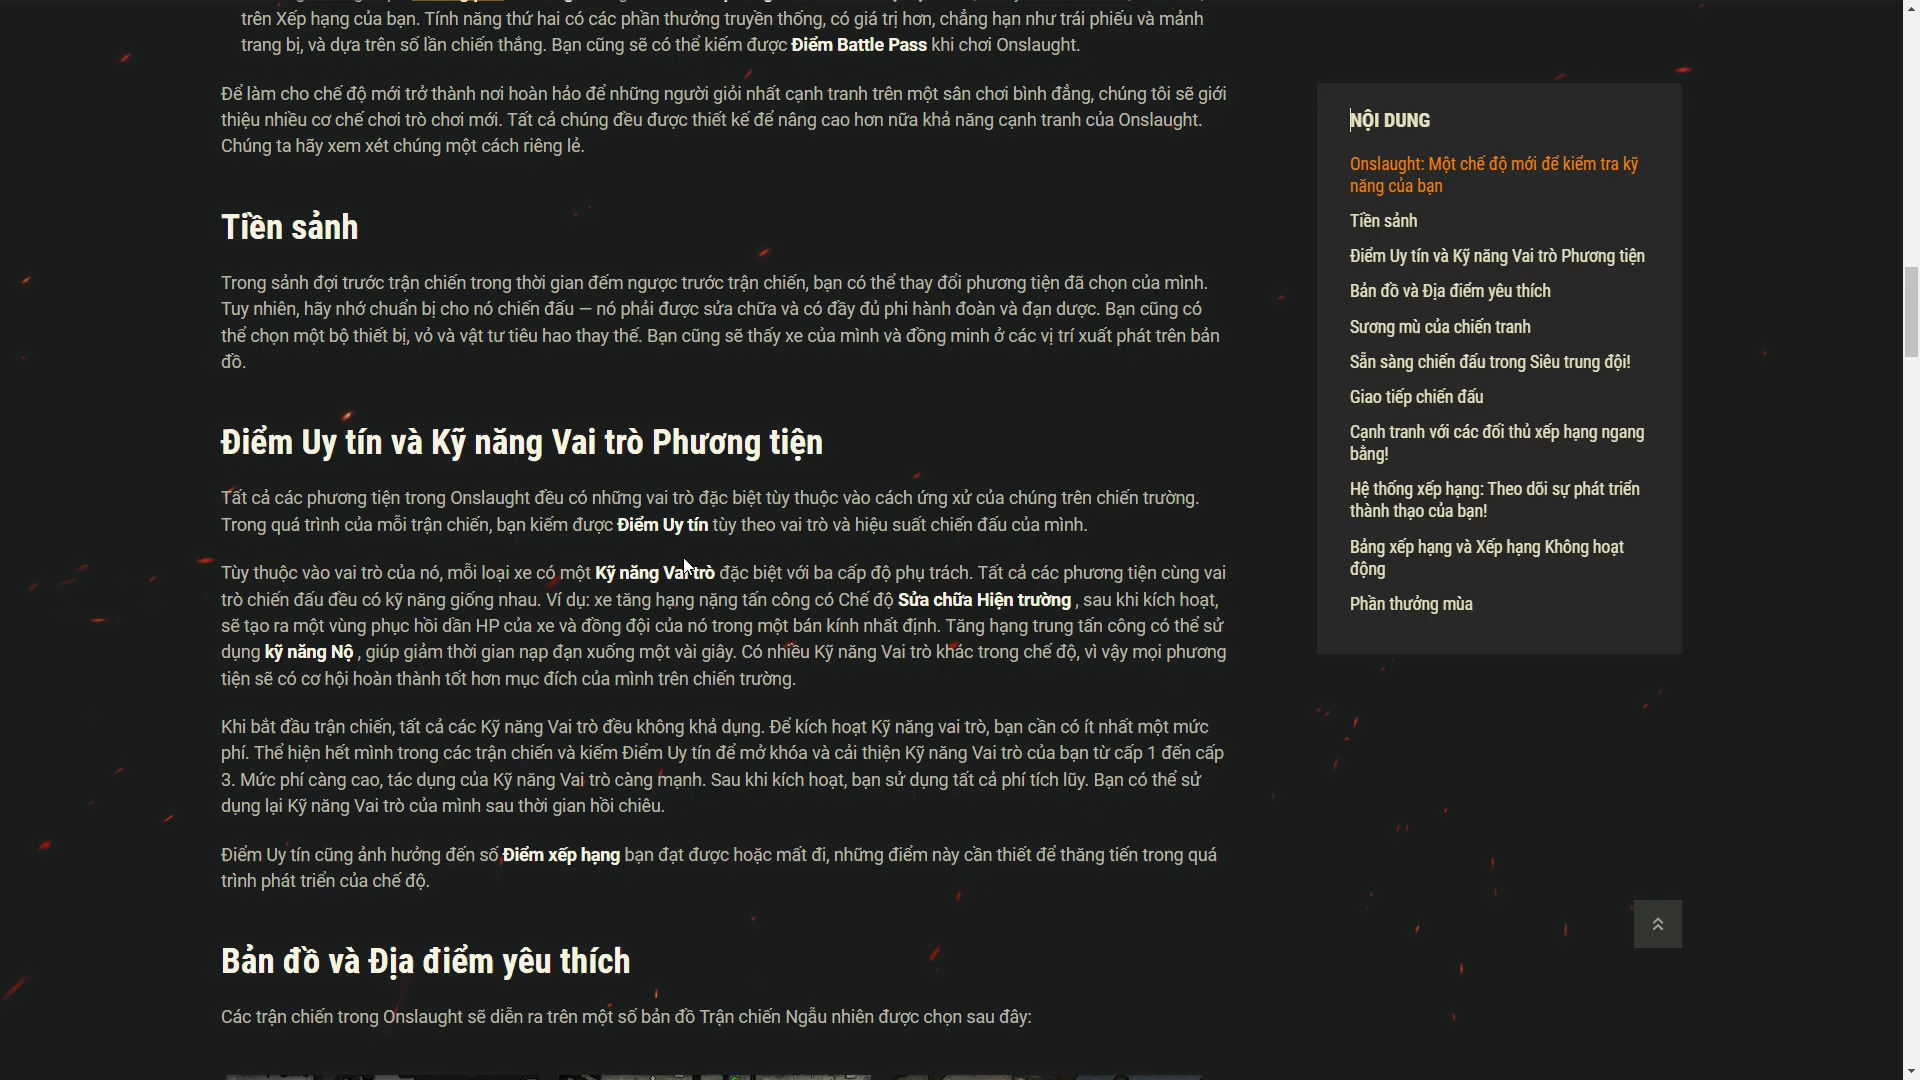 trên Xếp hạng của bạn. Tính năng thứ hai có các phần thưởng truyền thống, có giá trị hơn, chẳng hạn như trái phiếu và mảnh
trang bị, và dựa trên số lần chiến thắng. Bạn cũng sẽ có thể kiếm được Điểm Battle Pass khi chơi Onslaught.
Để làm cho chế độ mới trở thành nơi hoàn hảo để những người giỏi nhất cạnh tranh trên một sân chơi bình đẳng, chúng tôi sẽ giới
thiệu nhiều cơ chế chơi trò chơi mới. Tất cả chúng đều được thiết kế để nâng cao hơn nữa khả năng cạnh tranh của Onslaught.
Chúng ta hãy xem xét chúng một cách riêng lẻ.
Tiền sảnh
Trong sảnh đợi trước trận chiến trong thời gian đếm ngược trước trận chiến, bạn có thể thay đổi phương tiện đã chọn của mình.
Tuy nhiên, hãy nhớ chuẩn bị cho nó chiến đấu — nó phải được sửa chữa và có đầy đủ phi hành đoàn và đạn dược. Bạn cũng có
thể chọn một bộ thiết bị, vỏ và vật tư tiêu hao thay thế. Bạn cũng sẽ thấy xe của mình và đồng minh ở các vị trí xuất phát trên bản
đồ.
Điểm Uy tín và Kỹ năng Vai trò Phương tiện
Tất cả các phương tiện trong Onslaught đều có những vai trò đặc biệt tùy thuộc vào cách ứng xử của chúng trên chiến trường.
Trong quá trình của mỗi trận chiến, bạn kiếm được Điểm Uy tín tùy theo vai trò và hiệu suất chiến đấu của mình.
Tùy thuộc vào vai trò của nó, mỗi loại xe có một Kỹ năng Vai trò đặc biệt với ba cấp độ phụ trách. Tất cả các phương tiện cùng vai
trò chiến đấu đều có kỹ năng giống nhau. Ví dụ: xe tăng hạng nặng tấn công có Chế độ Sửa chữa Hiện trường , sau khi kích hoạt,
sẽ tạo ra một vùng phục hồi dần HP của xe và đồng đội của nó trong một bán kính nhất định. Tăng hạng trung tấn công có thể sử
dụng kỹ năng Nộ , giúp giảm thời gian nạp đạn xuống một vài giây. Có nhiều Kỹ năng Vai trò khác trong chế độ, vì vậy mọi phương
tiện sẽ có cơ hội hoàn thành tốt hơn mục đích của mình trên chiến trường.
Khi bắt đầu trận chiến, tất cả các Kỹ năng Vai trò đều không khả dụng. Để kích hoạt Kỹ năng vai trò, bạn cần có ít nhất một mức
phí. Thể hiện hết mình trong các trận chiến và kiếm Điểm Uy tín để mở khóa và cải thiện Kỹ năng Vai trò của bạn từ cấp 1 đến cấp
3. Mức phí càng cao, tác dụng của Kỹ năng Vai trò càng mạnh. Sau khi kích hoạt, bạn sử dụng tất cả phí tích lũy. Bạn có thể sử
dụng lại Kỹ năng Vai trò của mình sau thời gian hồi chiêu.
Điểm Uy tín cũng ảnh hưởng đến số Điểm xếp hạng bạn đạt được hoặc mất đi, những điểm này cần thiết để thăng tiến trong quá
trình phát triển của chế độ.
Bản đồ và Địa điểm yêu thích
Các trận chiến trong Onslaught sẽ diễn ra trên một số bản đồ Trận chiến Ngẫu nhiên được chọn sau đây:
NỘI DUNG
Onslaught: Một chế độ mới để kiểm tra kỹ
năng của bạn
Tiền sảnh
Điểm Uy tín và Kỹ năng Vai trò Phương tiện
Bản đồ và Địa điểm yêu thích
Sương mù của chiến tranh
Sẵn sàng chiến đấu trong Siêu trung đội!
Giao tiếp chiến đấu
Cạnh tranh với các đối thủ xếp hạng ngang
bằng!
Hệ thống xếp hạng: Theo dõi sự phát triển
thành thạo của bạn!
Bảng xếp hạng và Xếp hạng Không hoạt
động
Phần thưởng mùa